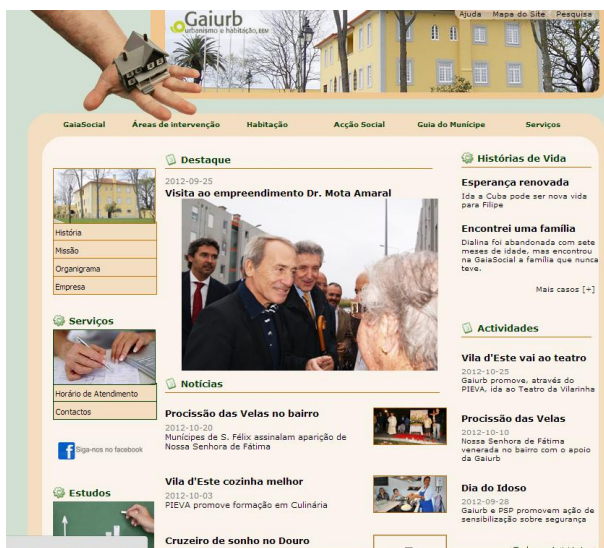 Gaiurb
urbanismo e habitação, EEM
Ajuda Mapa do Site Pesquisa
GaiaSocial Áreas de intervenção Habitação Acção Social Guia do Munícipe Serviços
História
Missão
Organigrama
Empresa
Serviços
Horário de Atendimento
Contactos
Siga-nos no facebook
Estudos
Destaque
2012-09-25
Visita ao empreendimento Dr. Mota Amaral
Notícias
Procissão das Velas no bairro
2012-10-20
Munícipes de S. Félix assinalam aparição de
Nossa Senhora de Fátima
Vila d'Este cozinha melhor
2012-10-03
PIEVA promove formação em Culinária
Cruzeiro de sonho no Douro
Histórias de Vida
Esperança renovada
Ida a Cuba pode ser nova vida
para Filipe
Encontrei uma família
Dialina foi abandonada com sete
meses de idade, mas encontrou
na GaiaSocial a família que nunca
teve.
Mais casos [+]
Actividades
Vila d'Este vai ao teatro
2012-10-25
Gaiurb promove, através do
PIEVA, ida ao Teatro da Vilarinha
Procissão das Velas
2012-10-10
Nossa Senhora de Fátima
venerada no bairro com o apoio
da Gaiurb
Dia do Idoso
2012-09-28
Gaiurb e PSP promovem ação de
sensibilização sobre segurança